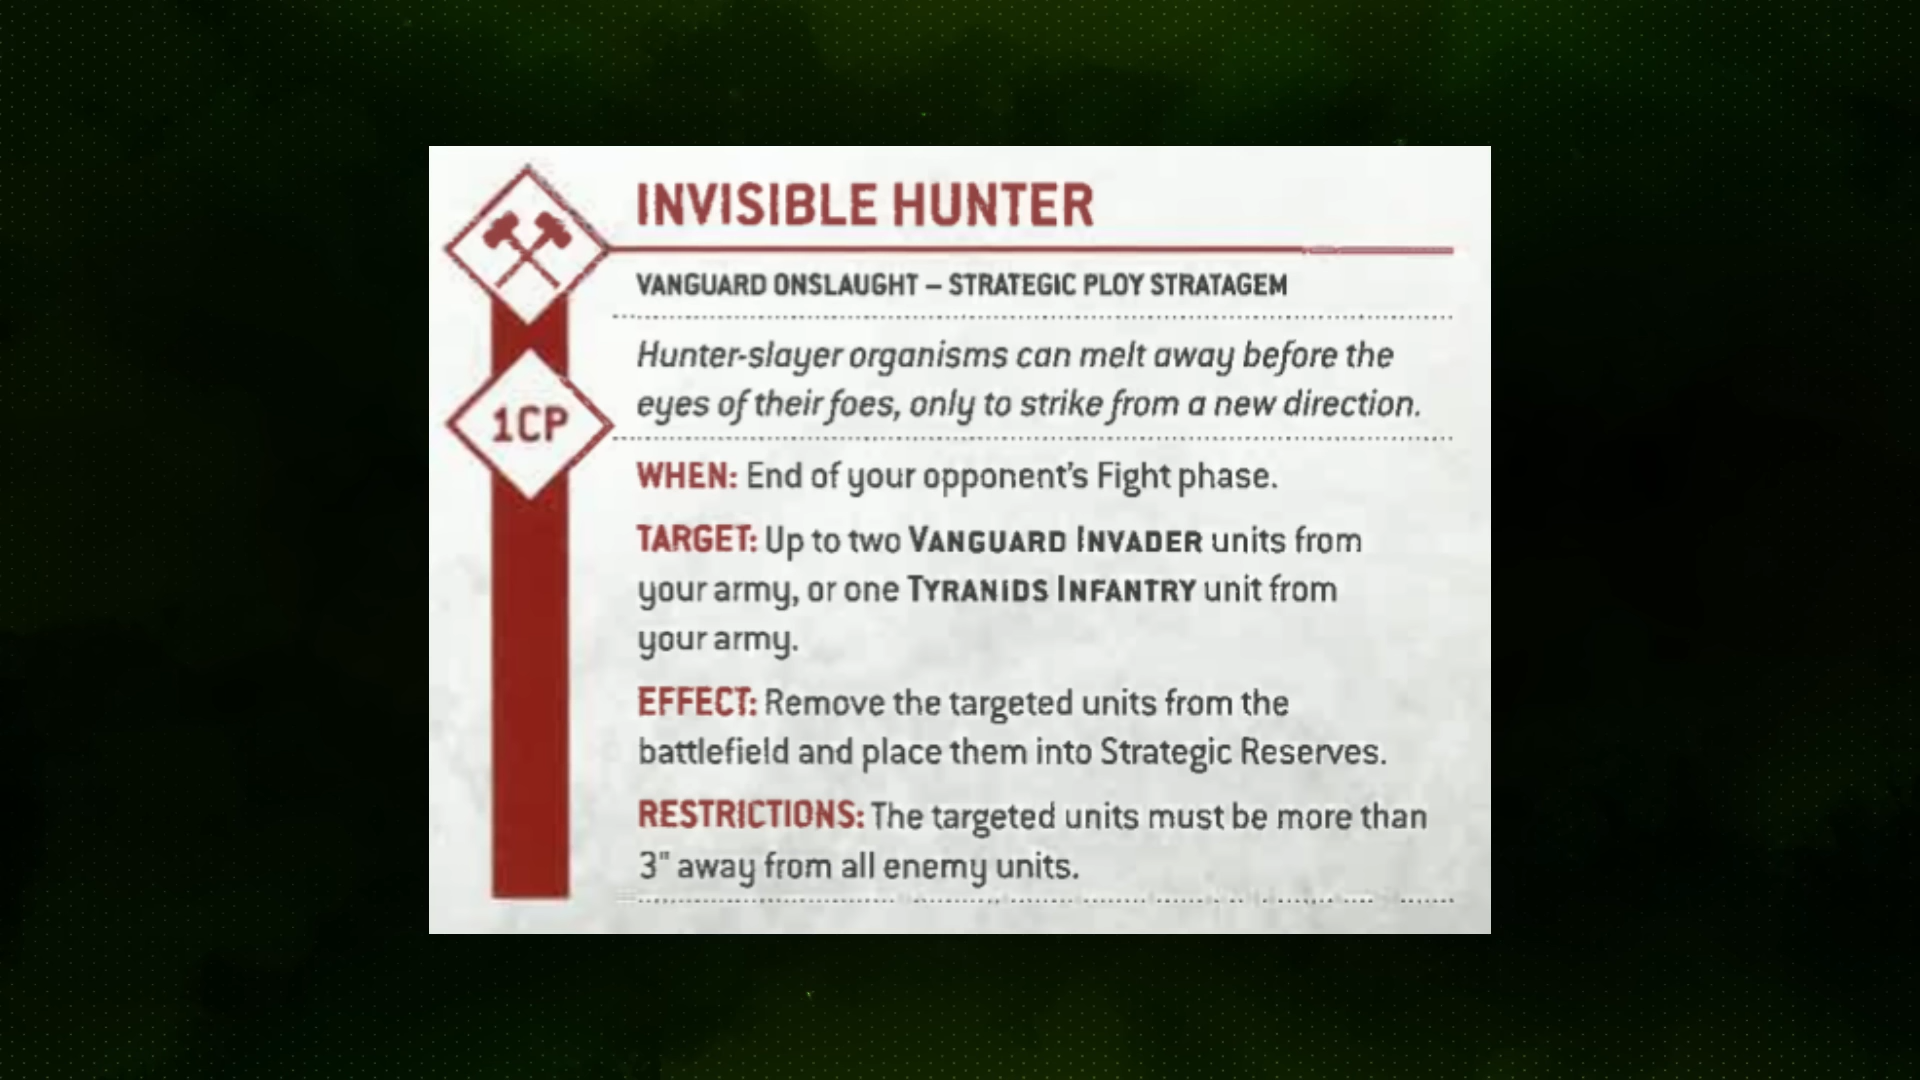 INVISIBLE HUNTER
VANGUARD ONSLAUGHT – STRATEGIC PLOY STRATAGEM
Hunter-slayer organisms can melt away before the
eyes of their foes, only to strike from a new direction.
1CP
WHEN: End of your opponent's Fight phase.
TARGET: Up to two VANGUARD INVADER units from
your army, or one TYRANIDS INFANTRY unit from
your army.
EFFECT: Remove the targeted units from the
battlefield and place them into Strategic Reserves.
RESTRICTIONS: The targeted units must be more than
3" away from all enemy units.